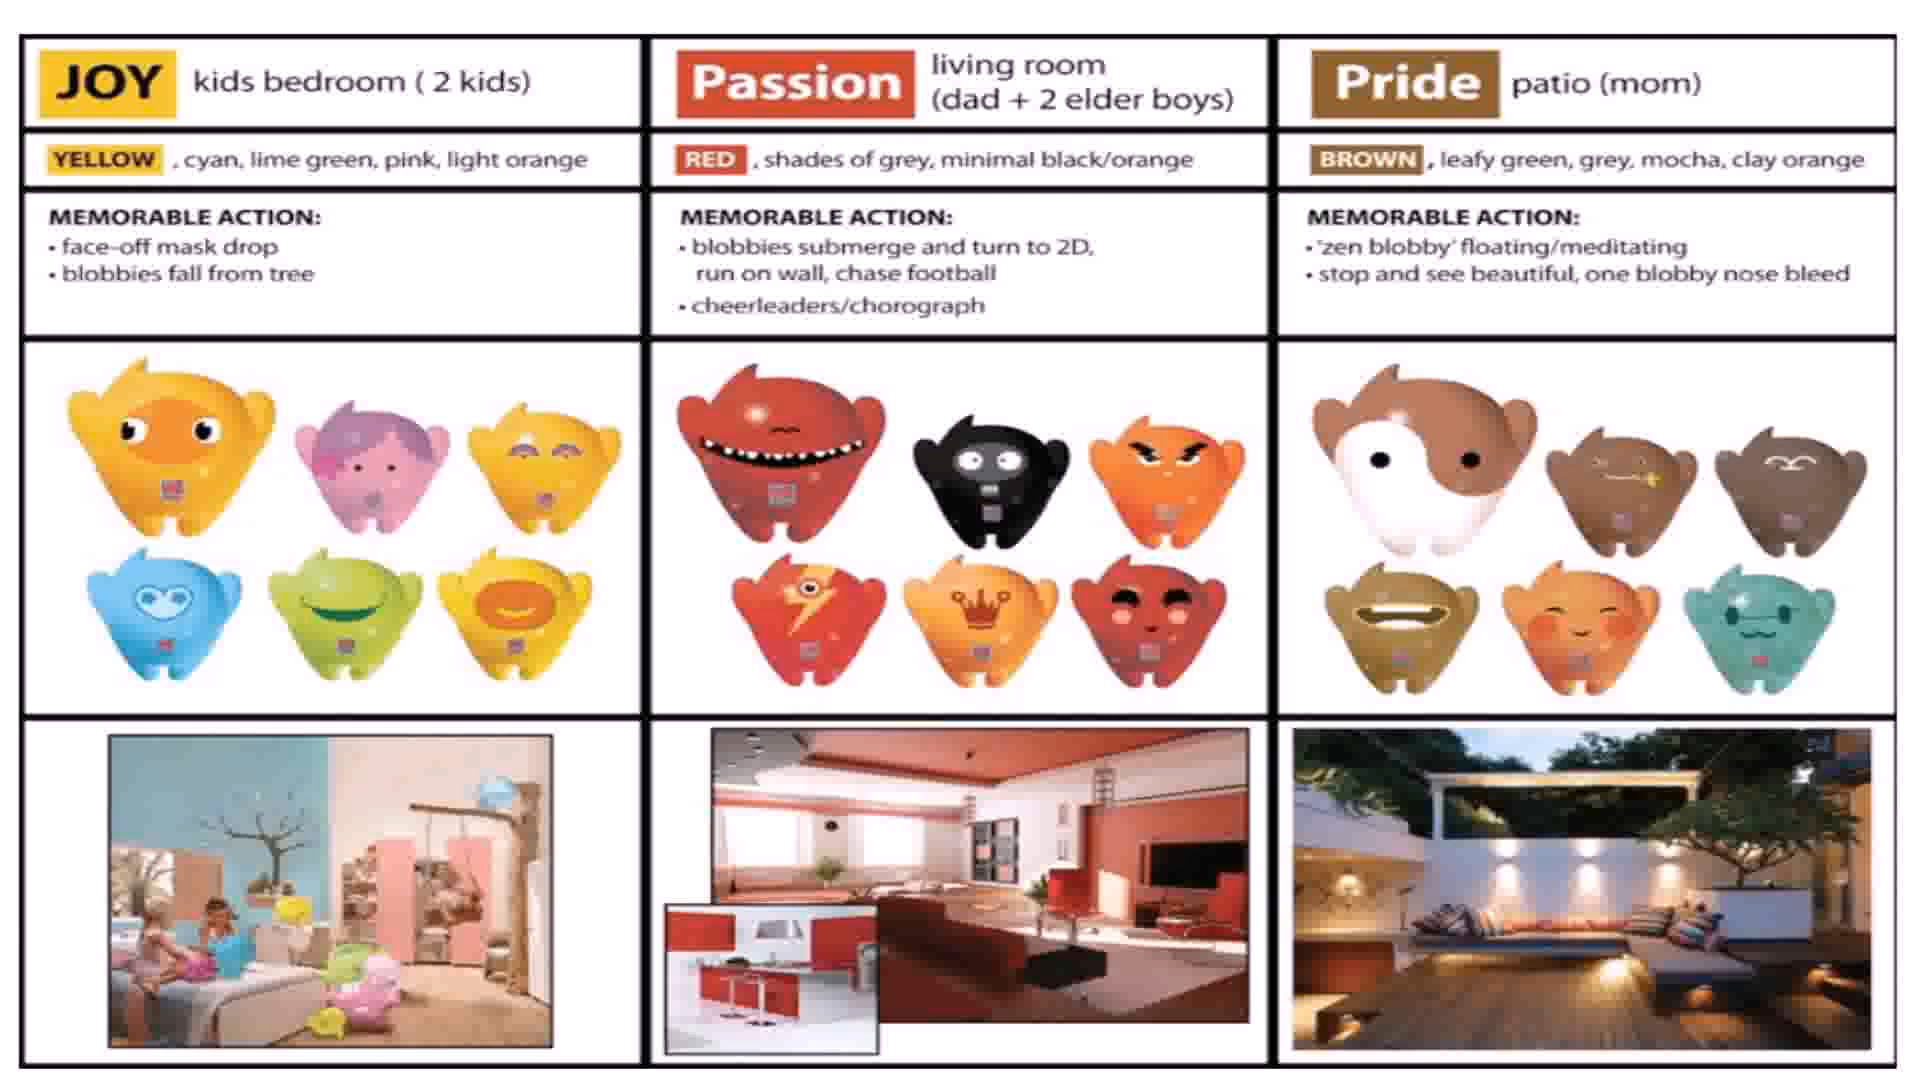 JOY kids bedroom ( 2 kids)
Passion living room
(dad + 2 elder boys)
Pride patio (mom)
YELLOW , cyan, lime green, pink, light orange
RED , shades of grey, minimal black/orange
BROWN , leafy green, grey, mocha, clay orange
MEMORABLE ACTION:
• face-off mask drop
• blobbies fall from tree
MEMORABLE ACTION:
• blobbies submerge and turn to 2D,
run on wall, chase football
• cheerleaders/chorograph
MEMORABLE ACTION:
• 'zen blobby' floating/meditating
• stop and see beautiful, one blobby nose bleed